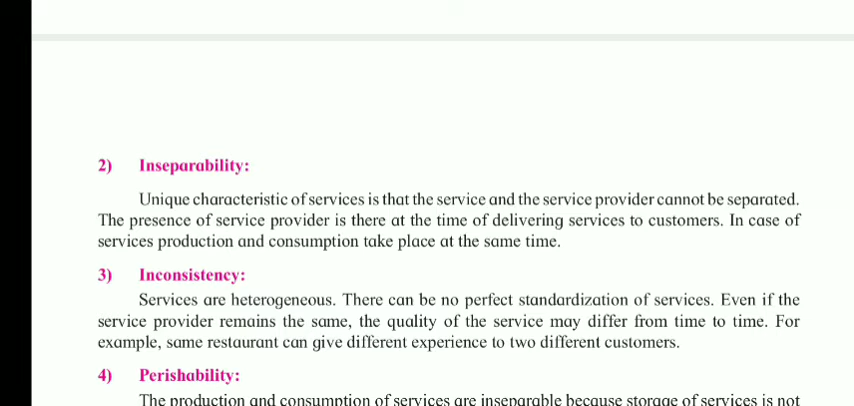 2) Inseparability:
Unique characteristic of services is that the service and the service provider cannot be separated.
The presence of service provider is there at the time of delivering services to customers. In case of
services production and consumption take place at the same time.
3) Inconsistency:
Services are heterogeneous. There can be no perfect standardization of services. Even if the
service provider remains the same, the quality of the service may differ from time to time. For
example, same restaurant can give different experience to two different customers.
4) Perishability:
The production and consumption of services are inseparable because storage of services is not